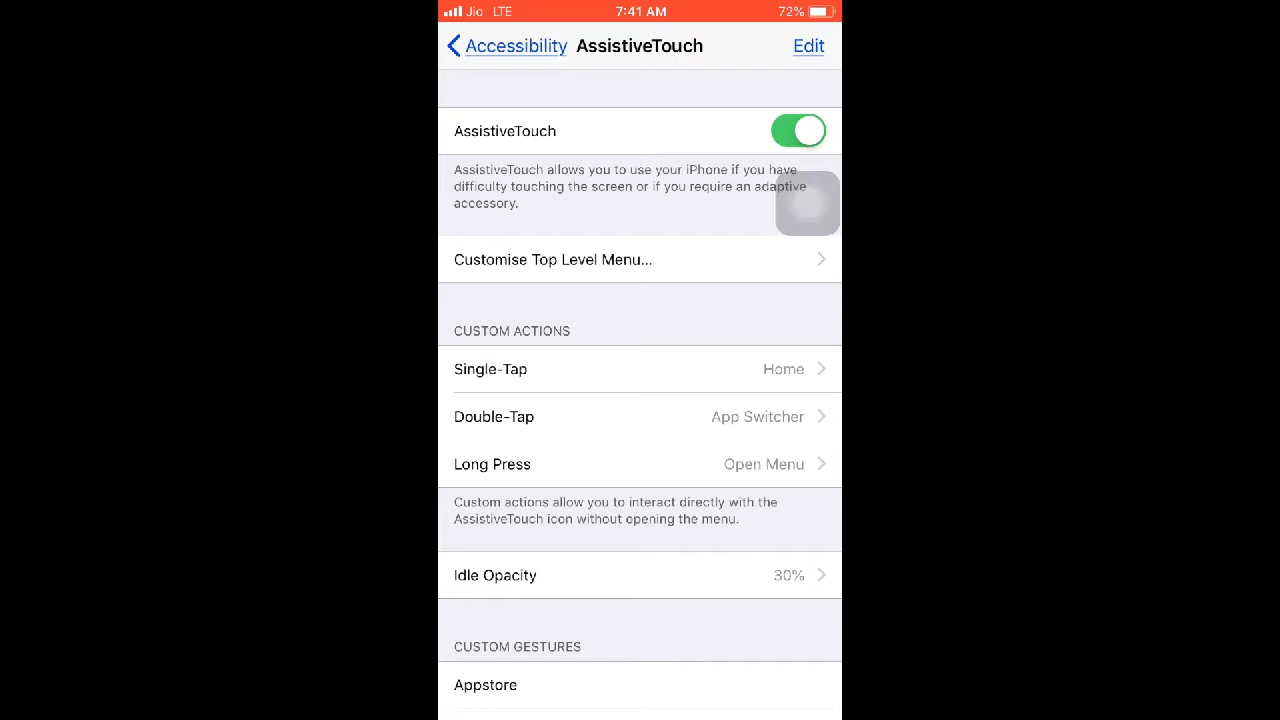 Jio LTE 7:41 AM 72%
Accessibility AssistiveTouch Edit
AssistiveTouch
AssistiveTouch allows you to use your iPhone if you have
difficulty touching the screen or if you require an adaptive
accessory.
Customise Top Level Menu...
CUSTOM ACTIONS
Single-Tap Home
Double-Tap App Switcher
Long Press Open Menu
Custom actions allow you to interact directly with the
AssistiveTouch icon without opening the menu.
Idle Opacity 30%
CUSTOM GESTURES
Appstore